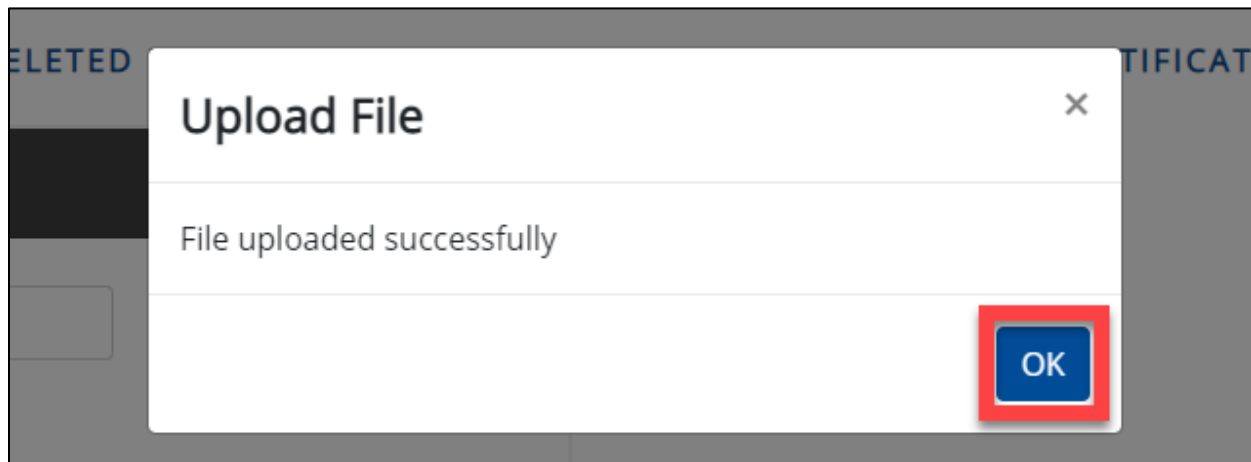 ELETED
TIFICAT
Upload File
×
File uploaded successfully
OK